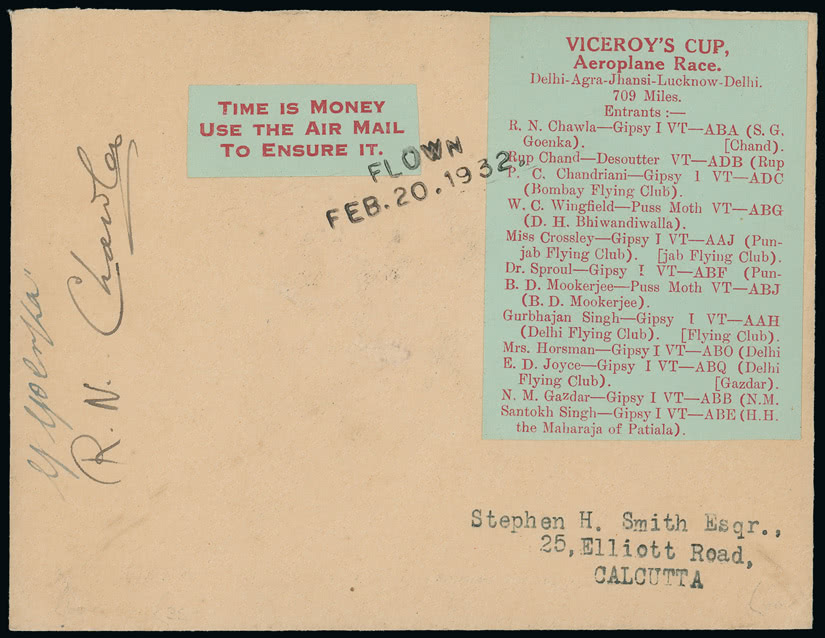 VICEROY'S CUP,
Aeroplane Race.
Delhi-Agra-Jhansi-Lucknow-Delhi.
709 Miles.
Entrants :—
R. N. Chawla—Gipsy I VT—ABA (S. G.
Goenka). [Chand).
Rup Chand—Desoutter VT—ADB (Rup
P. C. Chandriani—Gipsy 1 VT—ADC
(Bombay Flying Club).
W. C. Wingfield—Puss Moth VT—ABG
(D. H. Bhiwandiwalla).
Miss Crossley—Gipsy I VT—AAJ (Pun-
jab Flying Club). [jab Flying Club).
Dr. Sproul—Gipsy I VT—ABF (Pun-
B. D. Mookerjee—Puss Moth VT—ABJ
(B. D. Mookerjee).
Gurbhajan Singh—Gipsy I VT—AAH
(Delhi Flying Club). [Flying Club).
Mrs. Horsman—Gipsy I VT—ABO (Delhi
E. D. Joyce—Gipsy I VT—ABQ (Delhi
Flying Club). [Gazdar).
N. M. Gazdar—Gipsy I VT—ABB (N.M.
Santokh Singh—Gipsy I VT—ABE (H.H.
the Maharaja of Patiala).
TIME IS MONEY
USE THE AIR MAIL
TO ENSURE IT.
FLOWN
FEB.20.1932.
R. N. Chawla
Stephen H. Smith Esqr.,
25, Elliott Road,
CALCUTTA